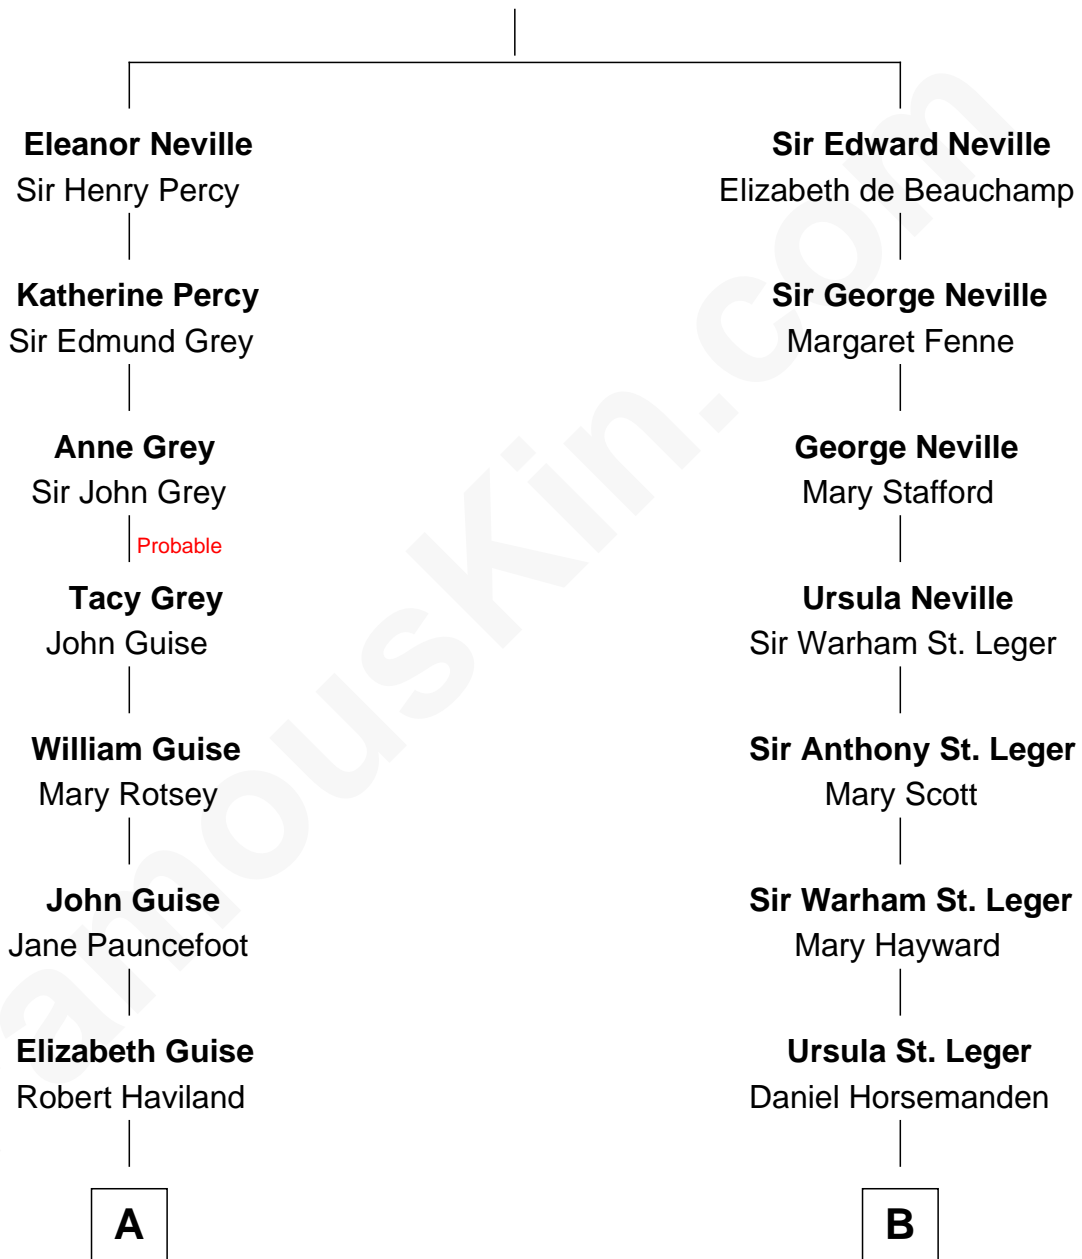 Eleanor Neville
Sir Henry Percy
Katherine Percy
Sir Edmund Grey
Anne Grey
Sir John Grey
Probable
Tacy Grey
John Guise
William Guise
Mary Rotsey
John Guise
Jane Pauncefoot
Elizabeth Guise
Robert Haviland
A
Sir Edward Neville
Elizabeth de Beauchamp
Sir George Neville
Margaret Fenne
George Neville
Mary Stafford
Ursula Neville
Sir Warham St. Leger
Sir Anthony St. Leger
Mary Scott
Sir Warham St. Leger
Mary Hayward
Ursula St. Leger
Daniel Horsemanden
B
amousKin.com